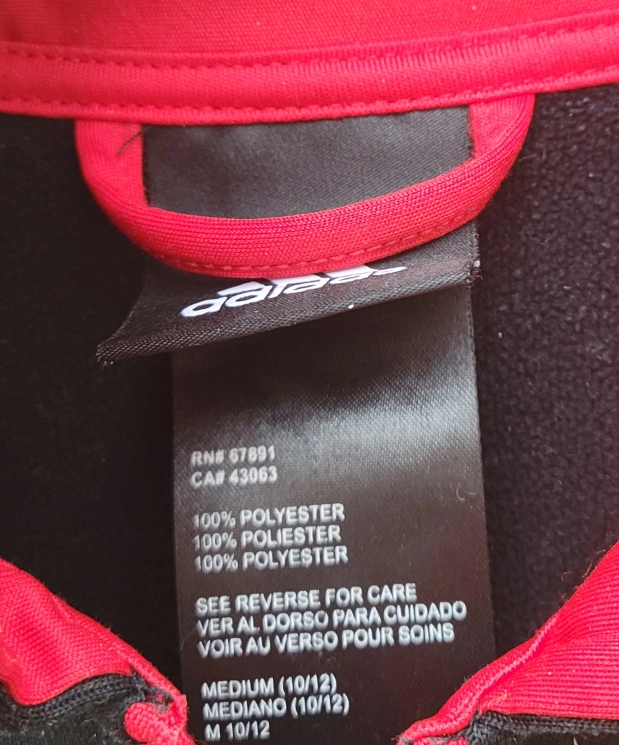 adidas
RN# 67891
CA# 43063
100% POLYESTER
100% POLIESTER
100% POLYESTER
SEE REVERSE FOR CARE
VER AL DORSO PARA CUIDADO
VOIR AU VERSO POUR SOINS
MEDIUM (10/12)
MEDIANO (10/12)
M 10/12